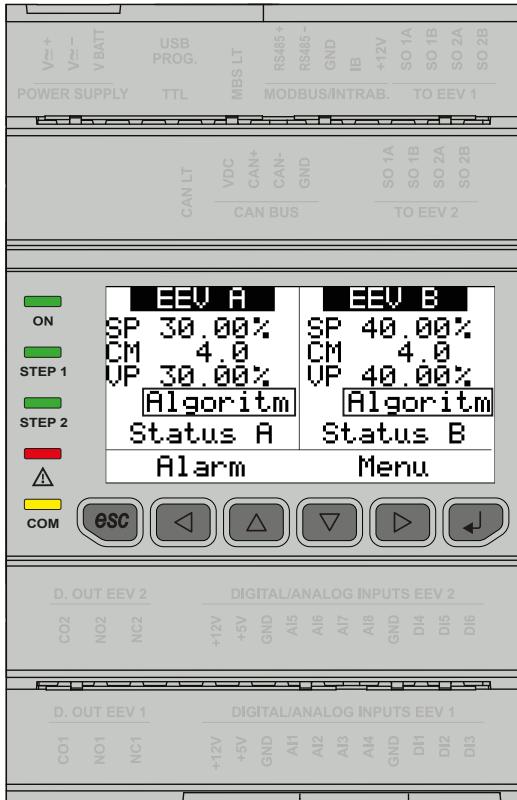 V≂ +
V≂ −
V BATT
USB
PROG.
MBS LT
RS485 +
RS485 −
GND
IB
+12V
SO 1A
SO 1B
SO 2A
SO 2B
POWER SUPPLY
TTL
MODBUS/INTRAB.
TO EEV 1
CAN LT
VDC
CAN+
CAN-
GND
SO 1A
SO 1B
SO 2A
SO 2B
CAN BUS
TO EEV 2
ON
STEP 1
STEP 2
COM
EEV A
SP 30.00%
CM 4.0
VP 30.00%
Algoritm
Status A
Alarm
EEV B
SP 40.00%
CM 4.0
VP 40.00%
Algoritm
Status B
Menu
esc
D. OUT EEV 2
DIGITAL/ANALOG INPUTS EEV 2
CO2
NO2
NC2
+12V
+5V
GND
AI5
AI6
AI7
AI8
GND
DI4
DI5
DI6
D. OUT EEV 1
DIGITAL/ANALOG INPUTS EEV 1
CO1
NO1
NC1
+12V
+5V
GND
AI1
AI2
AI3
AI4
GND
DI1
DI2
DI3